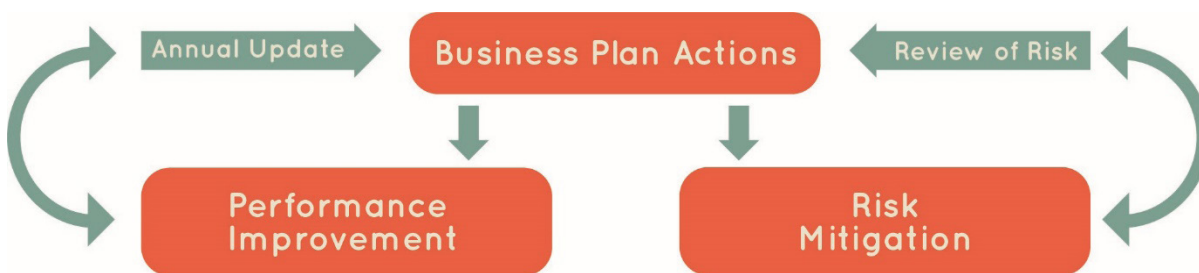 Annual Update
Business Plan Actions
Review of Risk
Performance
Improvement
Risk
Mitigation